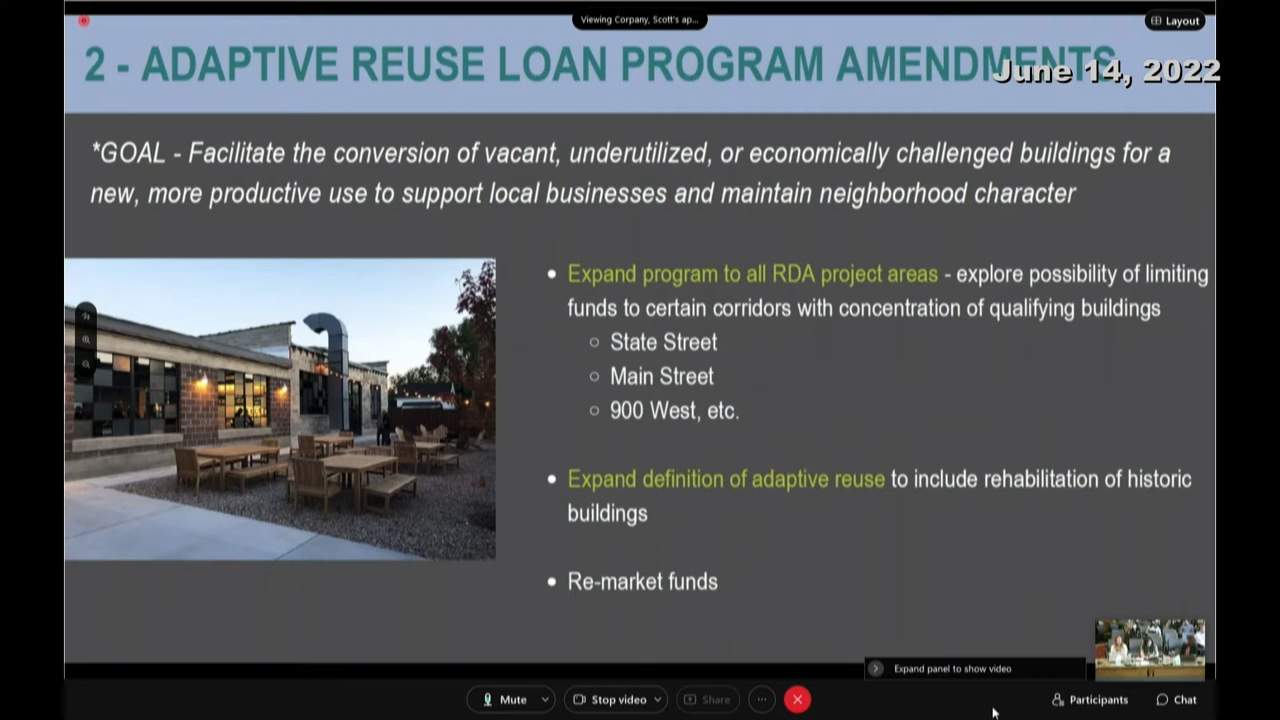 Viewing Corpany, Scott's ap...
Layout
2 - ADAPTIVE REUSE LOAN PROGRAM AMENDMENTS
June 14, 2022
*GOAL - Facilitate the conversion of vacant, underutilized, or economically challenged buildings for a
new, more productive use to support local businesses and maintain neighborhood character
• Expand program to all RDA project areas - explore possibility of limiting
funds to certain corridors with concentration of qualifying buildings
○ State Street
○ Main Street
○ 900 West, etc.
• Expand definition of adaptive reuse to include rehabilitation of historic
buildings
• Re-market funds
Expand panel to show video
Mute
Stop video
Share
Participants
Chat